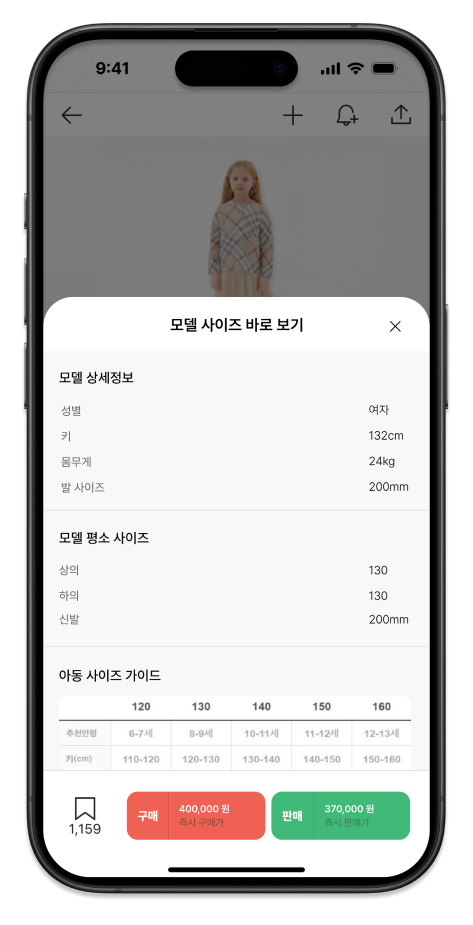 9:41
모델 사이즈 바로 보기
모델 상세정보
성별 여자
키 132cm
몸무게 24kg
발 사이즈 200mm
모델 평소 사이즈
상의 130
하의 130
신발 200mm
아동 사이즈 가이드
120 130 140 150 160
추천연령 6-7세 8-9세 10-11세 11-12세 12-13세
키(cm) 110-120 120-130 130-140 140-150 150-160
1,159
구매 400,000 원
즉시 구매가
판매 370,000 원
즉시 판매가